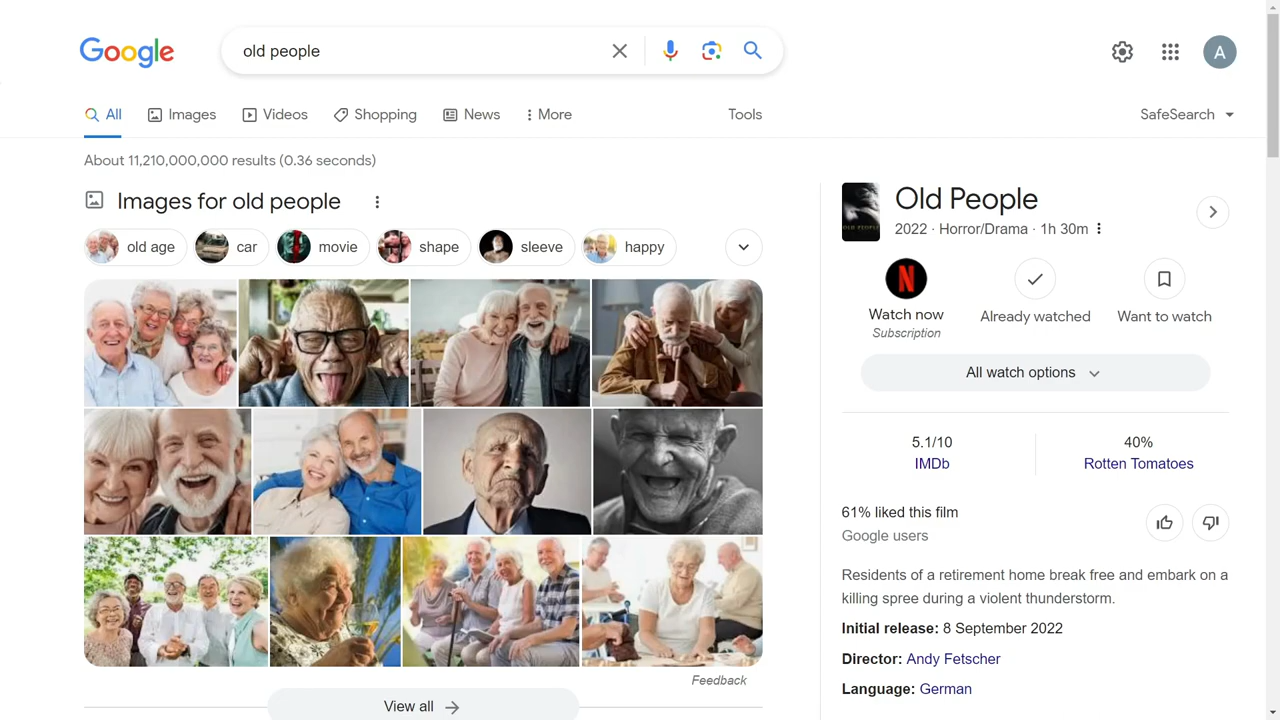 Google
old people
A
All
Images
Videos
Shopping
News
More
Tools
SafeSearch
About 11,210,000,000 results (0.36 seconds)
Images for old people
old age
car
movie
shape
sleeve
happy
Feedback
View all
OLD PEOPLE
Old People
2022 · Horror/Drama · 1h 30m
N
Watch now
Subscription
Already watched
Want to watch
All watch options
5.1/10
IMDb
40%
Rotten Tomatoes
61% liked this film
Google users
Residents of a retirement home break free and embark on a
killing spree during a violent thunderstorm.
Initial release: 8 September 2022
Director: Andy Fetscher
Language: German